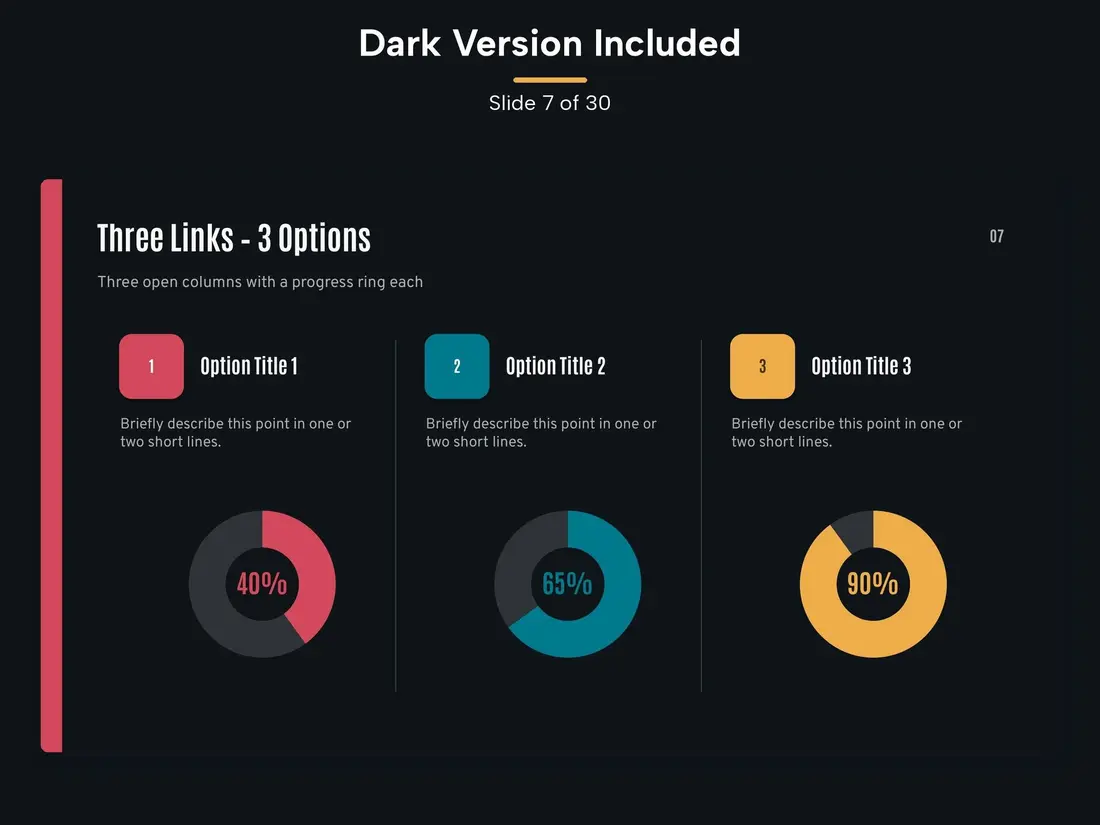 Dark Version Included
Slide 7 of 30
Three Links - 3 Options
07
Three open columns with a progress ring each
1
Option Title 1
Briefly describe this point in one or
two short lines.
40%
2
Option Title 2
Briefly describe this point in one or
two short lines.
65%
3
Option Title 3
Briefly describe this point in one or
two short lines.
90%